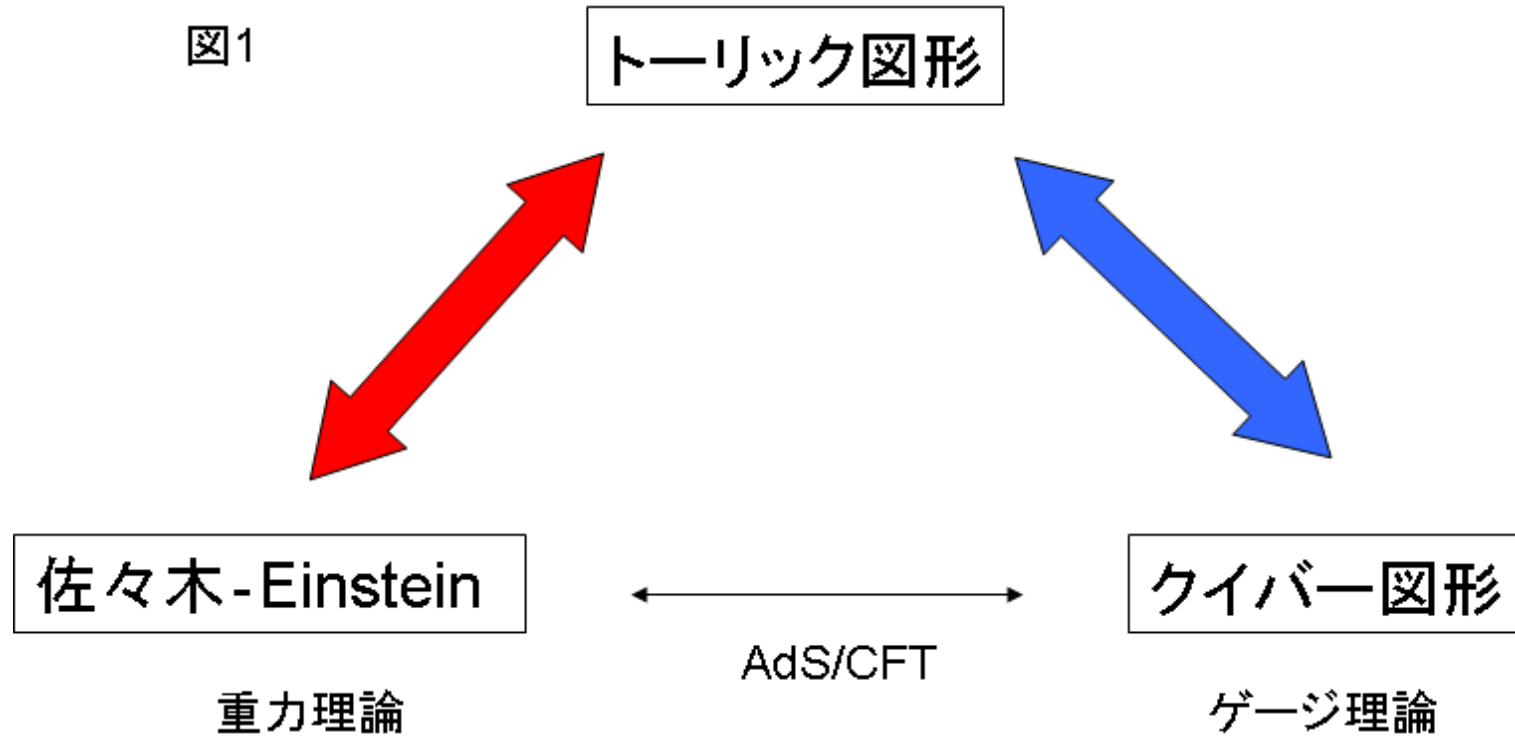 図1
トーリック図形
佐々木-Einstein
クイバー図形
AdS/CFT
重力理論
ゲージ理論